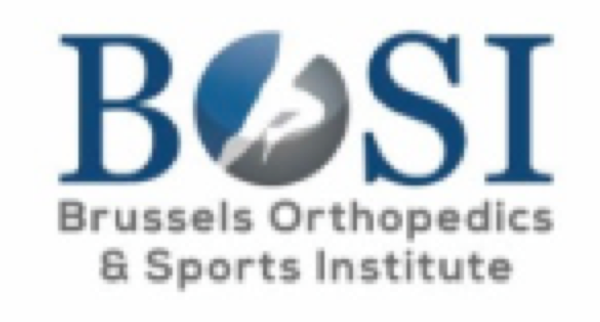 BOSI
Brussels Orthopedics
& Sports Institute